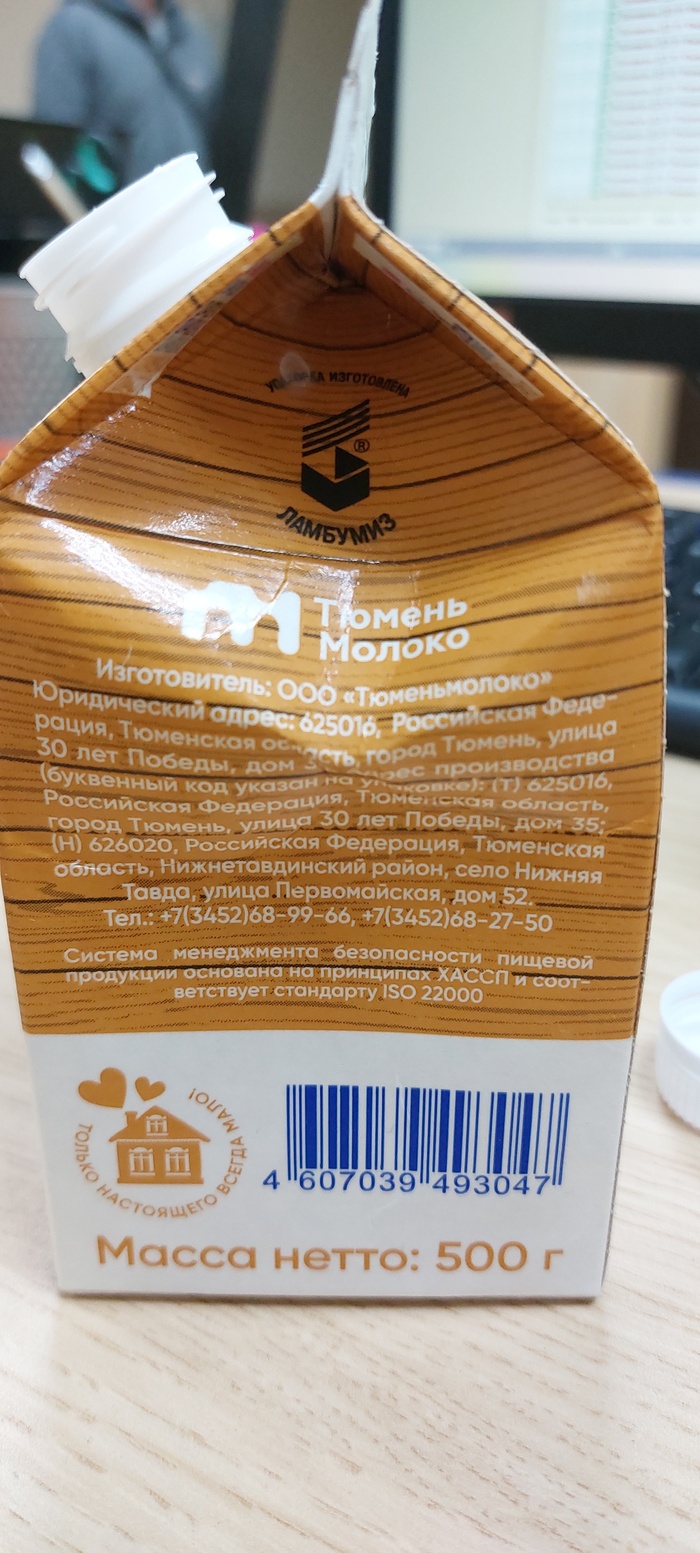 УПАКОВКА ИЗГОТОВЛЕНА
®
ЛАМБУМИЗ
Тюмень
Молоко
Изготовитель: ООО «Тюменьмолоко»
Юридический адрес: 625016, Российская Феде-
рация, Тюменская область, город Тюмень, улица
30 лет Победы, дом адрес производства
(буквенный код указан на упаковке): (Т) 625016,
Российская Федерация, Тюменская область,
город Тюмень, улица 30 лет Победы, дом 35;
(Н) 626020, Российская Федерация, Тюменская
область, Нижнетавдинский район, село Нижняя
Тавда, улица Первомайская, дом 52.
Тел.: +7(3452)68-99-66, +7(3452)68-27-50
Система менеджмента безопасности пищевой
продукции основана на принципах ХАССП и соот-
ветствует стандарту ISO 22000
ТОЛЬКО НАСТОЯЩЕГО ВСЕГДА МАЛО!
4 607039 493047
Масса нетто: 500 г